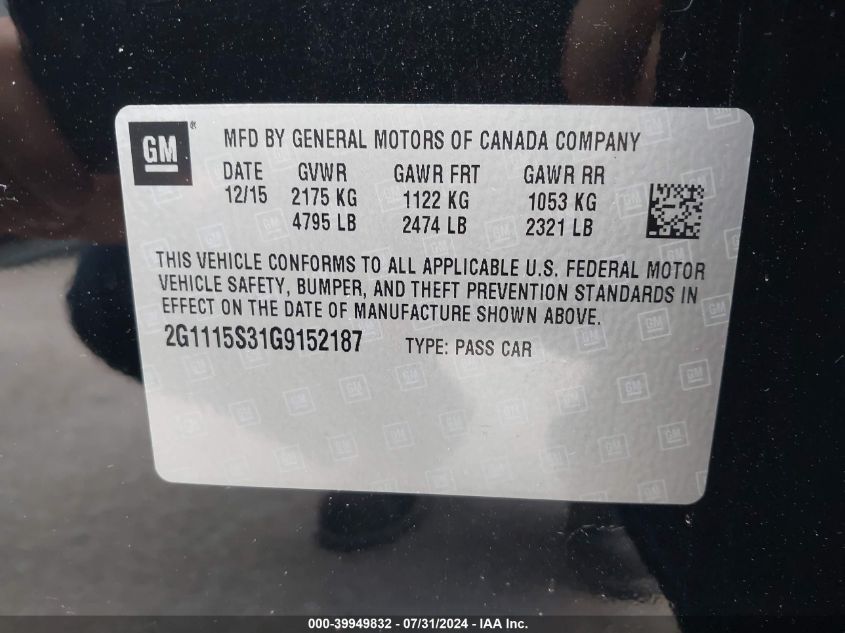 GM® MFD BY GENERAL MOTORS OF CANADA COMPANY
DATE GVWR GAWR FRT GAWR RR
12/15 2175 KG 1122 KG 1053 KG
4795 LB 2474 LB 2321 LB
THIS VEHICLE CONFORMS TO ALL APPLICABLE U.S. FEDERAL MOTOR
VEHICLE SAFETY, BUMPER, AND THEFT PREVENTION STANDARDS IN
EFFECT ON THE DATE OF MANUFACTURE SHOWN ABOVE.
2G1115S31G9152187 TYPE: PASS CAR
000-39949832 - 07/31/2024 - IAA Inc.